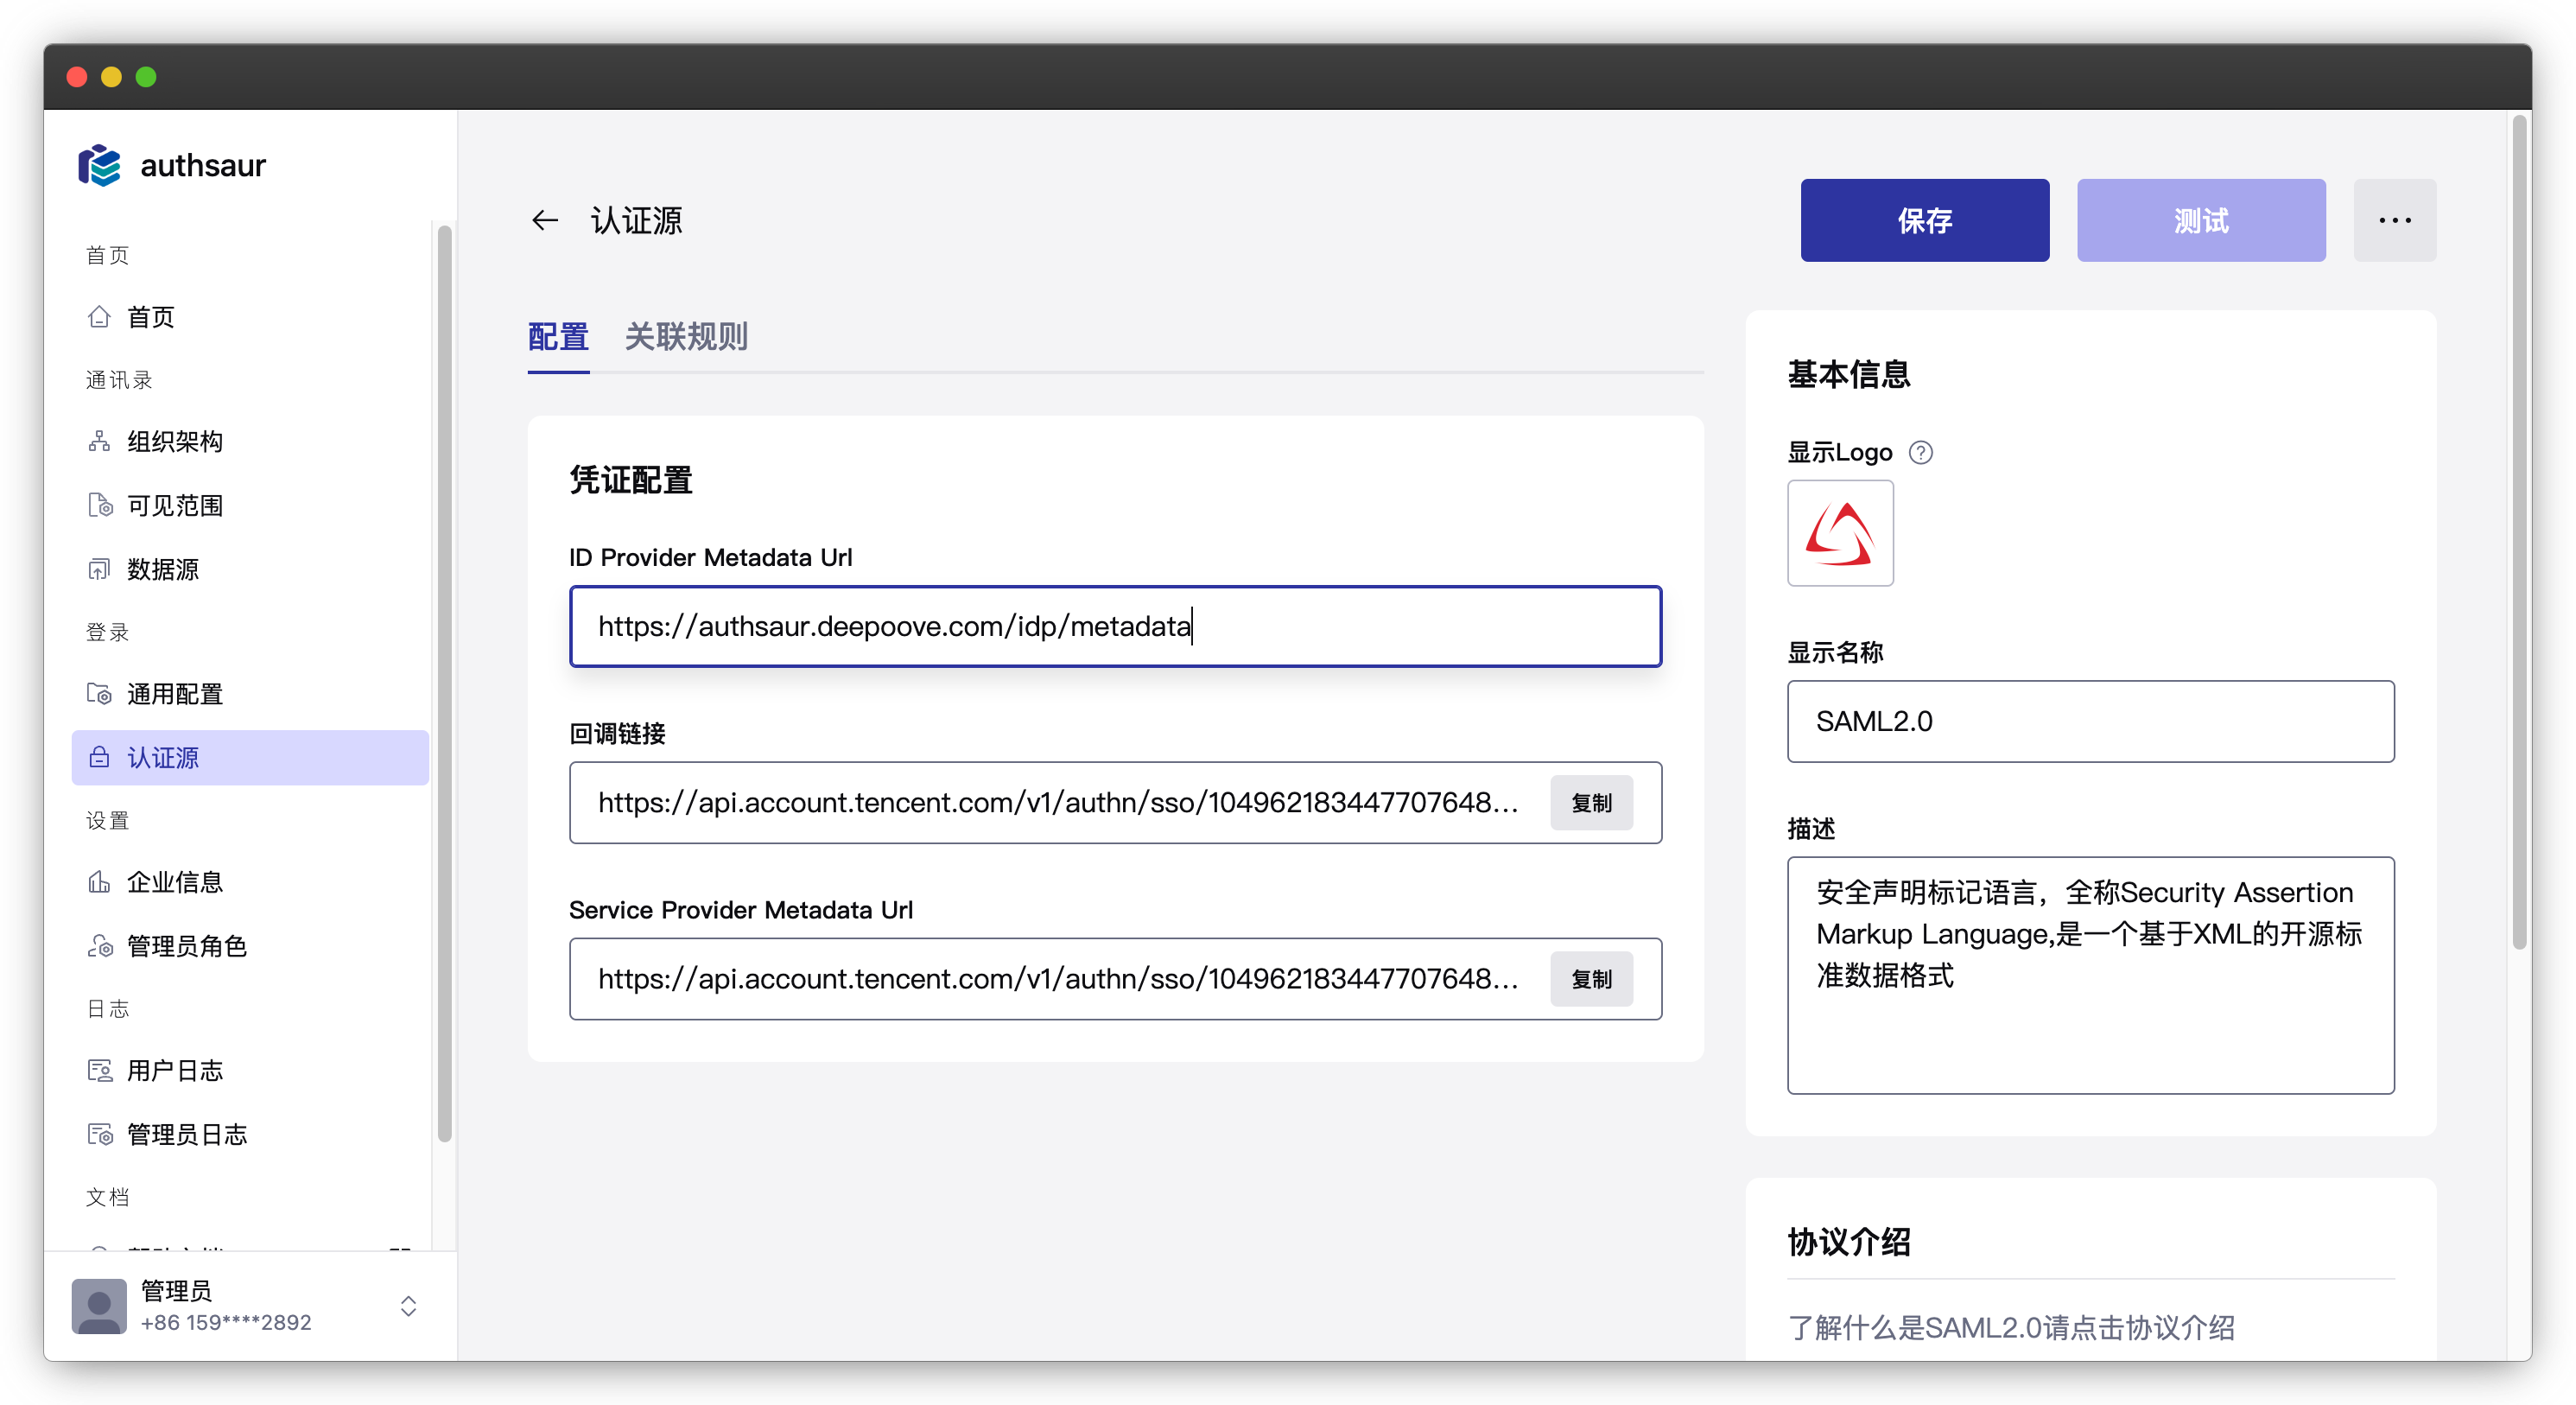 authsaur
首页
首页
通讯录
组织架构
可见范围
数据源
登录
通用配置
认证源
设置
企业信息
管理员角色
日志
用户日志
管理员日志
文档
管理员
+86 159****2892
认证源
保存
测试
配置
关联规则
凭证配置
ID Provider Metadata Url
https://authsaur.deepoove.com/idp/metadata
回调链接
https://api.account.tencent.com/v1/authn/sso/104962183447707648...
复制
Service Provider Metadata Url
https://api.account.tencent.com/v1/authn/sso/104962183447707648...
复制
基本信息
显示Logo
显示名称
SAML2.0
描述
安全声明标记语言，全称Security Assertion
Markup Language,是一个基于XML的开源标
准数据格式
协议介绍
了解什么是SAML2.0请点击协议介绍